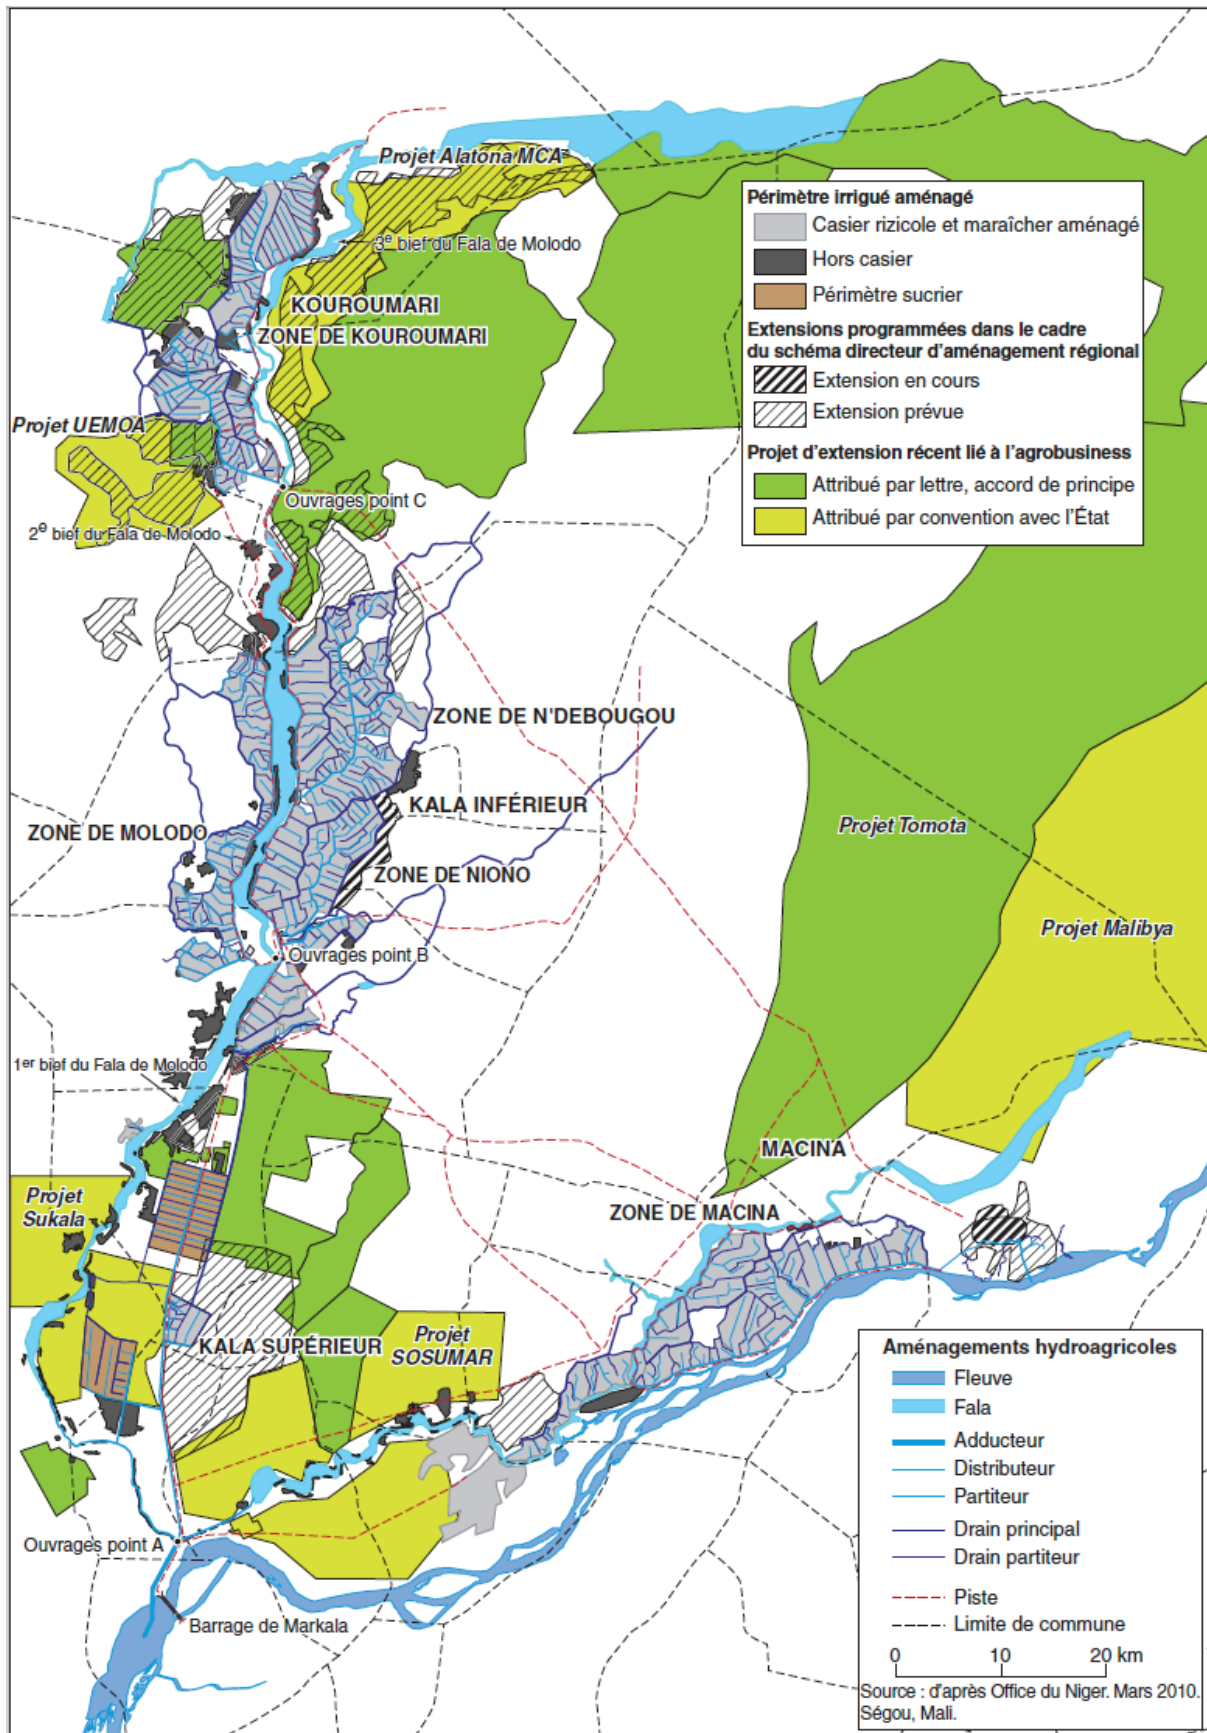 Projet Alatona MCA
3e bief du Fala de Molodo
KOUROUMARI
ZONE DE KOUROUMARI
Projet UEMOA
Ouvrages point C
2e bief du Fala de Molodo
ZONE DE N'DEBOUGOU
KALA INFÉRIEUR
ZONE DE MOLODO
ZONE DE NIONO
Ouvrages point B
1er bief du Fala de Molodo
Projet Tomota
Projet Malibya
MACINA
ZONE DE MACINA
Projet
Sukala
KALA SUPÉRIEUR
Projet
SOSUMAR
Ouvrages point A
Barrage de Markala
Périmètre irrigué aménagé
Casier rizicole et maraîcher aménagé
Hors casier
Périmètre sucrier
Extensions programmées dans le cadre
du schéma directeur d'aménagement régional
Extension en cours
Extension prévue
Projet d'extension récent lié à l'agrobusiness
Attribué par lettre, accord de principe
Attribué par convention avec l'État
Aménagements hydroagricoles
Fleuve
Fala
Adducteur
Distributeur
Partiteur
Drain principal
Drain partiteur
Piste
Limite de commune
0 10 20 km
Source : d'après Office du Niger. Mars 2010.
Ségou, Mali.